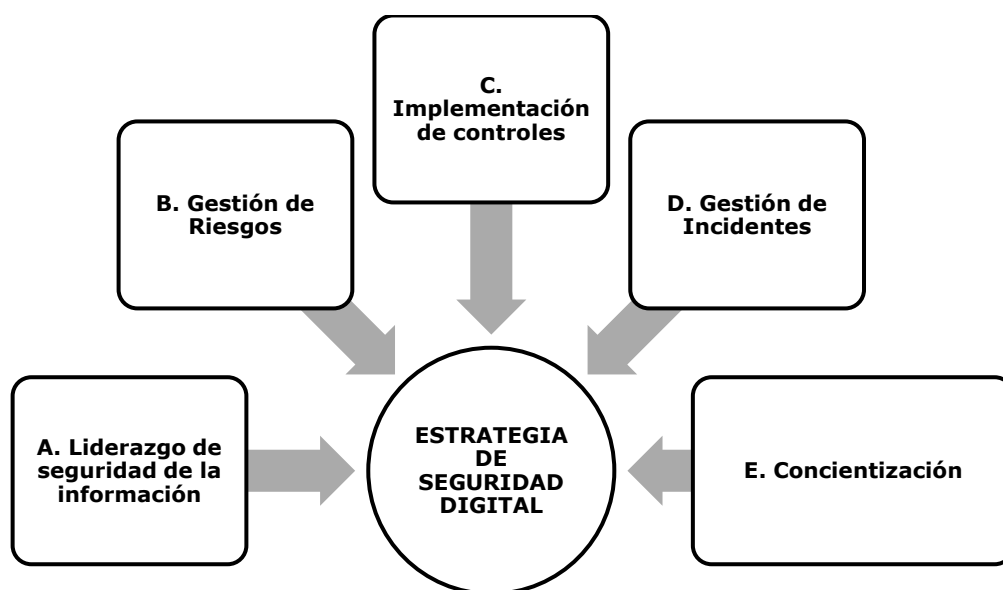 A. Liderazgo de
seguridad de la
información
B. Gestión de
Riesgos
C.
Implementación
de controles
D. Gestión de
Incidentes
E. Concientización
ESTRATEGIA
DE
SEGURIDAD
DIGITAL